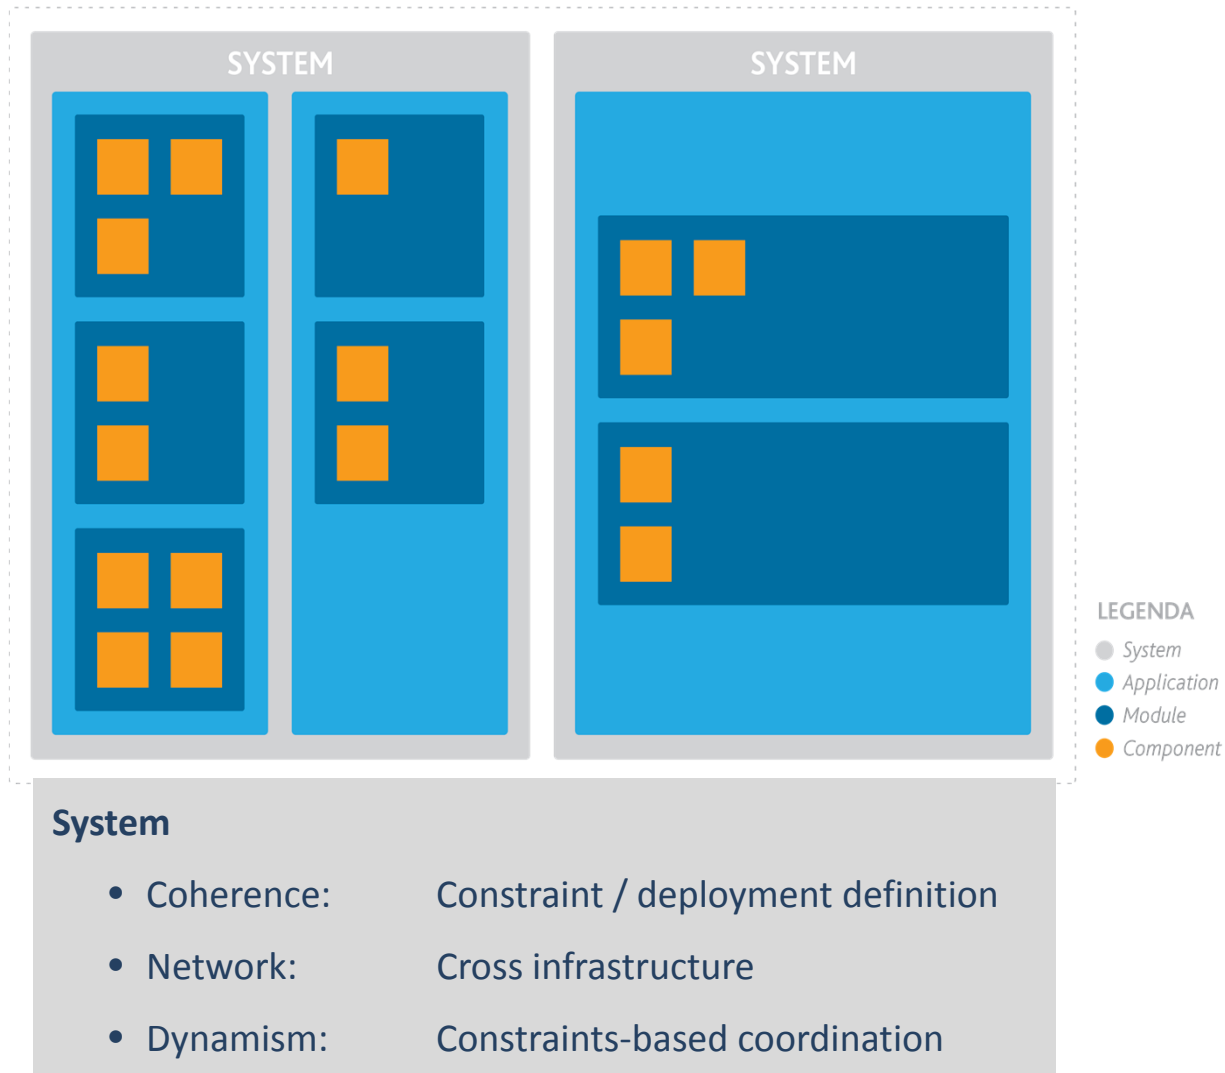 SYSTEM
SYSTEM
LEGENDA
System
Application
Module
Component
System
• Coherence: Constraint / deployment definition
• Network: Cross infrastructure
• Dynamism: Constraints-based coordination